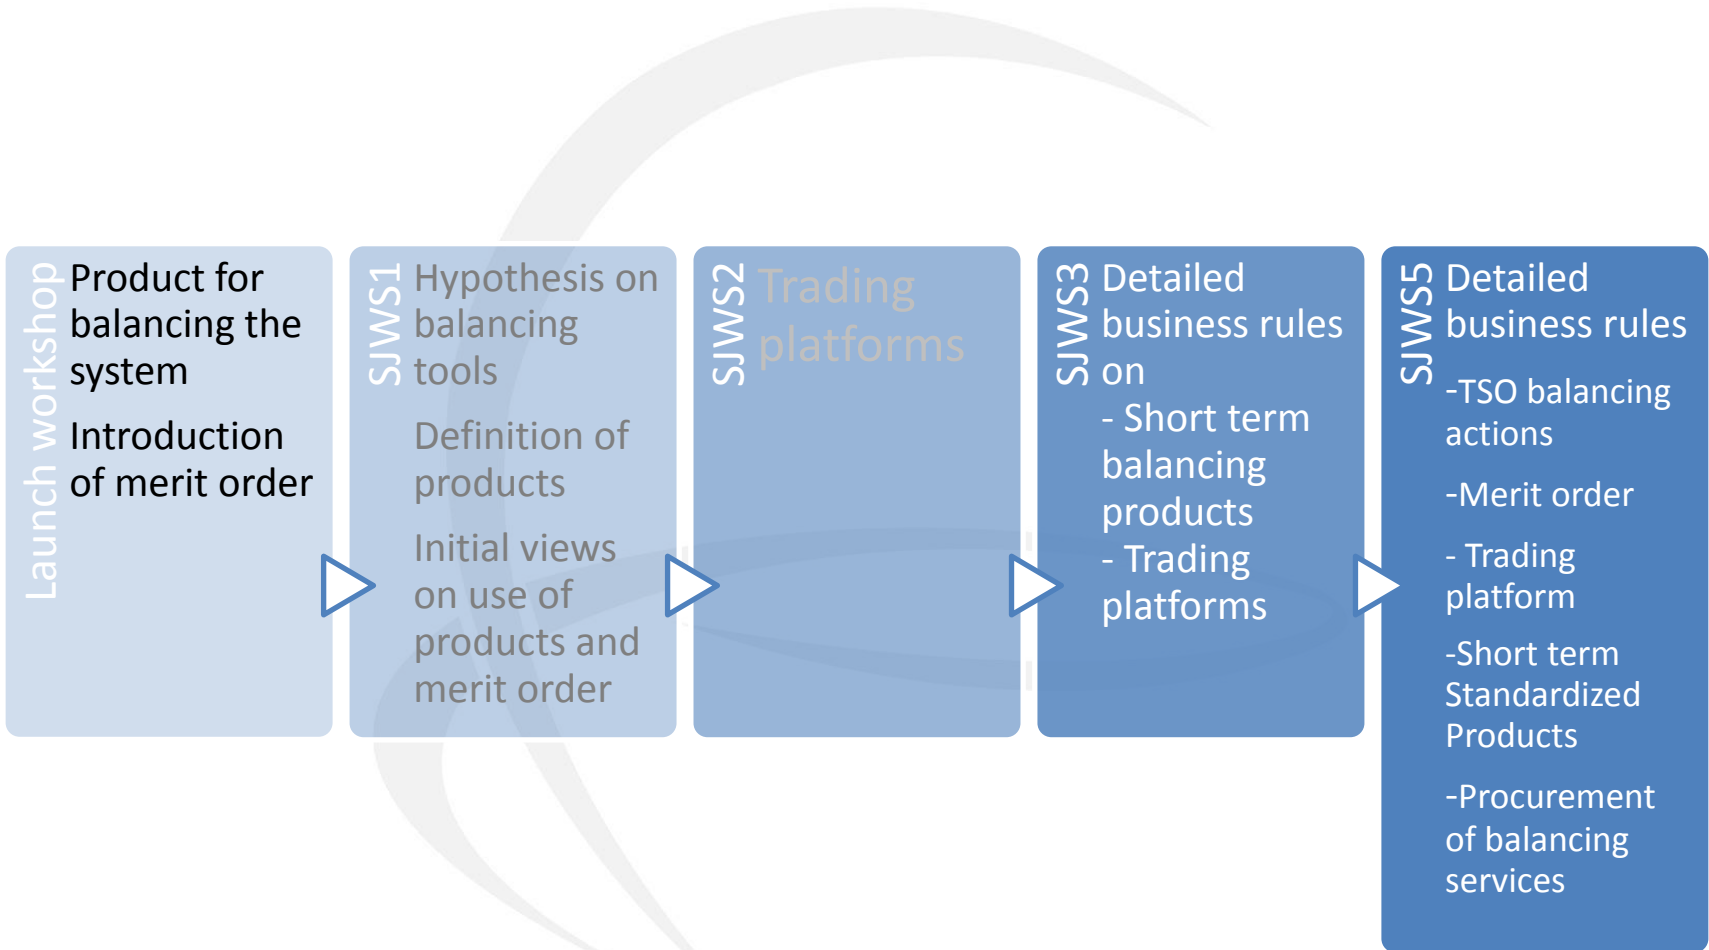 Launch workshop
Product for
balancing the
system
Introduction
of merit order
SJWS1
Hypothesis on
balancing
tools
Definition of
products
Initial views
on use of
products and
merit order
SJWS2
Trading
platforms
SJWS3
Detailed
business rules
on
- Short term
balancing
products
- Trading
platforms
SJWS5
Detailed
business rules
-TSO balancing
actions
-Merit order
- Trading
platform
-Short term
Standardized
Products
-Procurement
of balancing
services